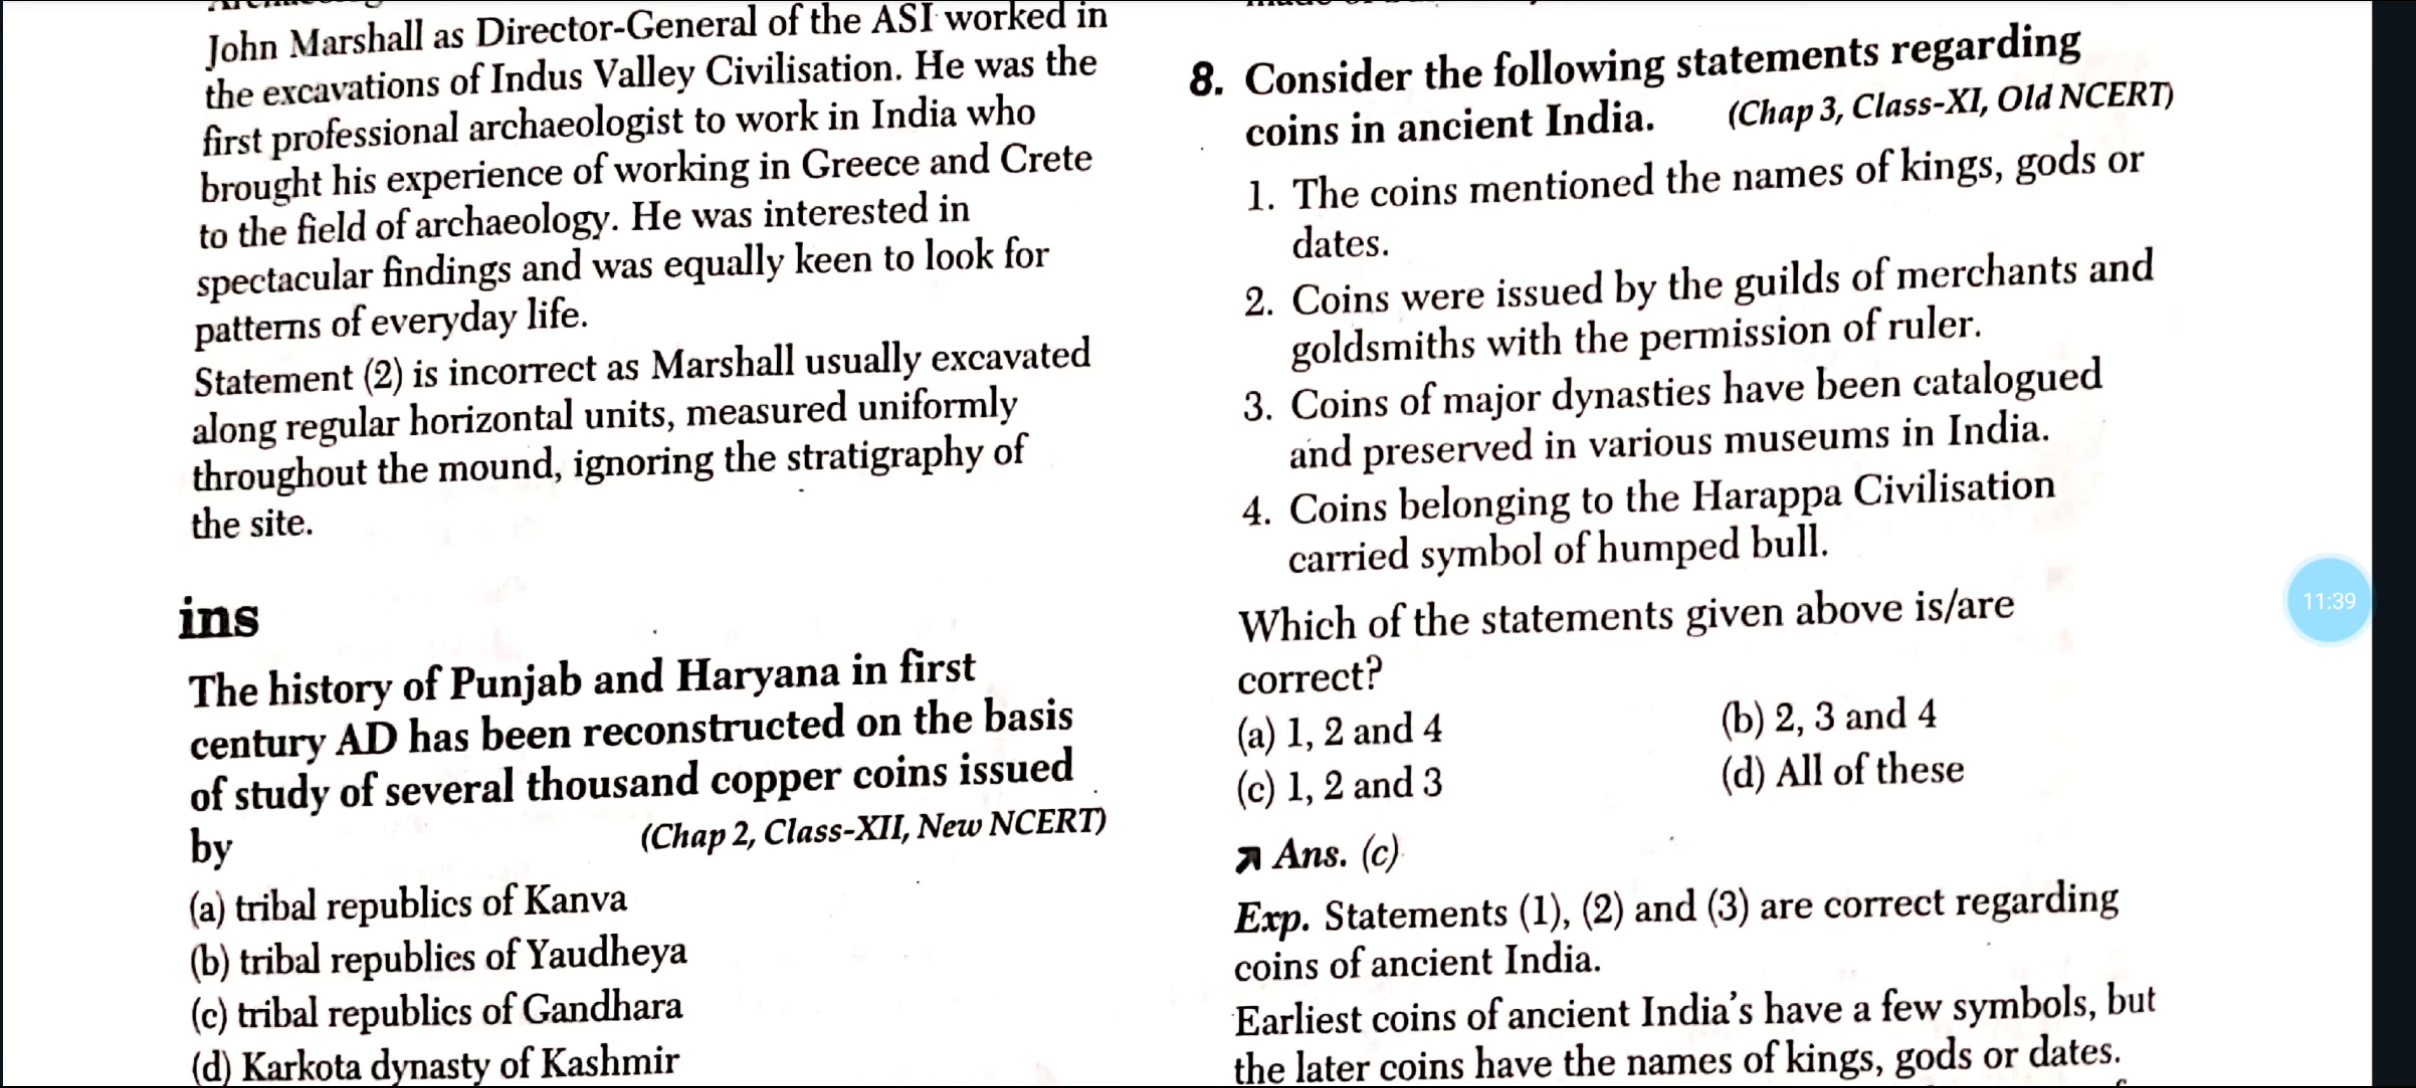 John Marshall as Director-General of the ASI worked in
the excavations of Indus Valley Civilisation. He was the
first professional archaeologist to work in India who
brought his experience of working in Greece and Crete
to the field of archaeology. He was interested in
spectacular findings and was equally keen to look for
patterns of everyday life.
Statement (2) is incorrect as Marshall usually excavated
along regular horizontal units, measured uniformly
throughout the mound, ignoring the stratigraphy of
the site.
ins
The history of Punjab and Haryana in first
century AD has been reconstructed on the basis
of study of several thousand copper coins issued
by (Chap 2, Class-XII, New NCERT)
(a) tribal republics of Kanva
(b) tribal republics of Yaudheya
(c) tribal republics of Gandhara
(d) Karkota dynasty of Kashmir
8. Consider the following statements regarding
coins in ancient India. (Chap 3, Class-XI, Old NCERT)
1. The coins mentioned the names of kings, gods or
dates.
2. Coins were issued by the guilds of merchants and
goldsmiths with the permission of ruler.
3. Coins of major dynasties have been catalogued
and preserved in various museums in India.
4. Coins belonging to the Harappa Civilisation
carried symbol of humped bull.
Which of the statements given above is/are
correct?
(a) 1, 2 and 4 (b) 2, 3 and 4
(c) 1, 2 and 3 (d) All of these
Ans. (c)
Exp. Statements (1), (2) and (3) are correct regarding
coins of ancient India.
Earliest coins of ancient India's have a few symbols, but
the later coins have the names of kings, gods or dates.
11:39